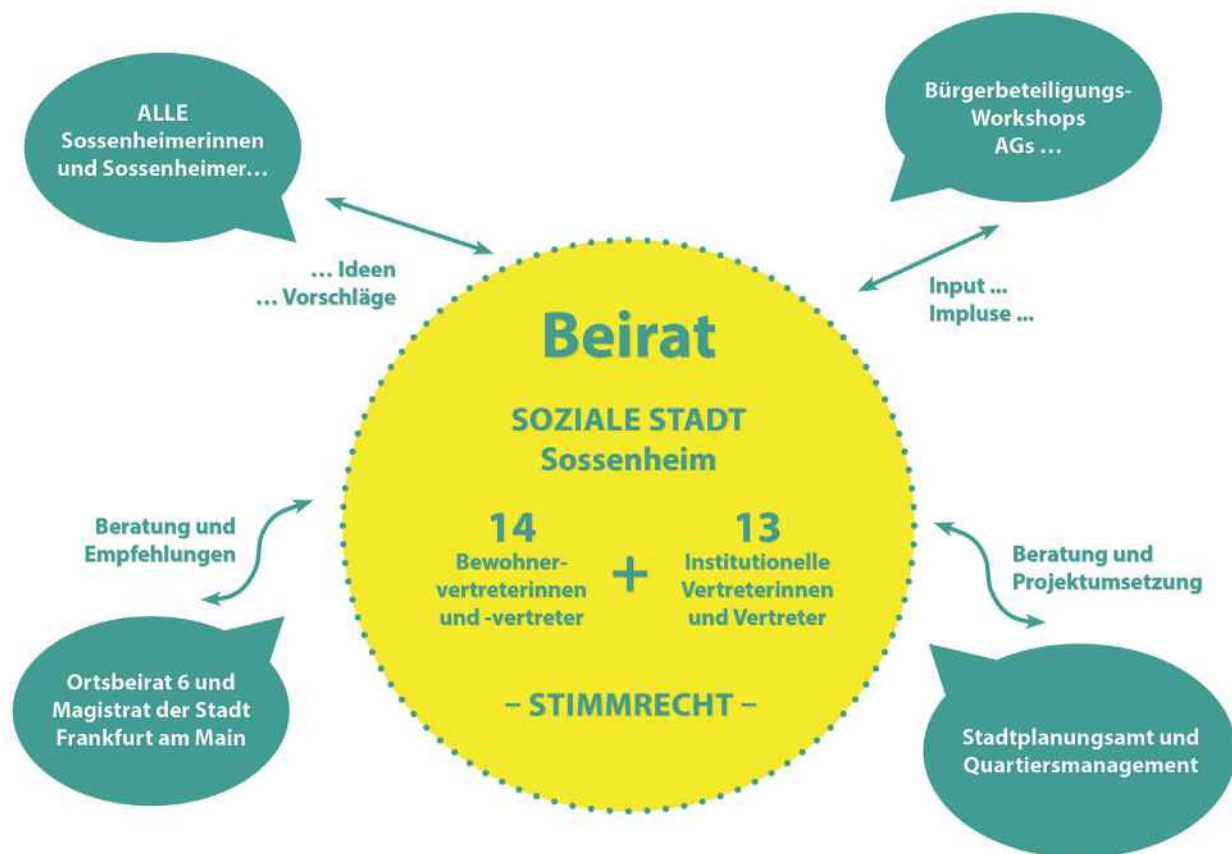 ALLE
Sossenheimerinnen
und Sossenheimer...
Bürgerbeteiligungs-
Workshops
AGs ...
... Ideen
... Vorschläge
Input ...
Impluse ...
Beirat
SOZIALE STADT
Sossenheim
14
Bewohner-
vertreterinnen
und -vertreter
+
13
Institutionelle
Vertreterinnen
und Vertreter
– STIMMRECHT –
Beratung und
Empfehlungen
Beratung und
Projektumsetzung
Ortsbeirat 6 und
Magistrat der Stadt
Frankfurt am Main
Stadtplanungsamt und
Quartiersmanagement